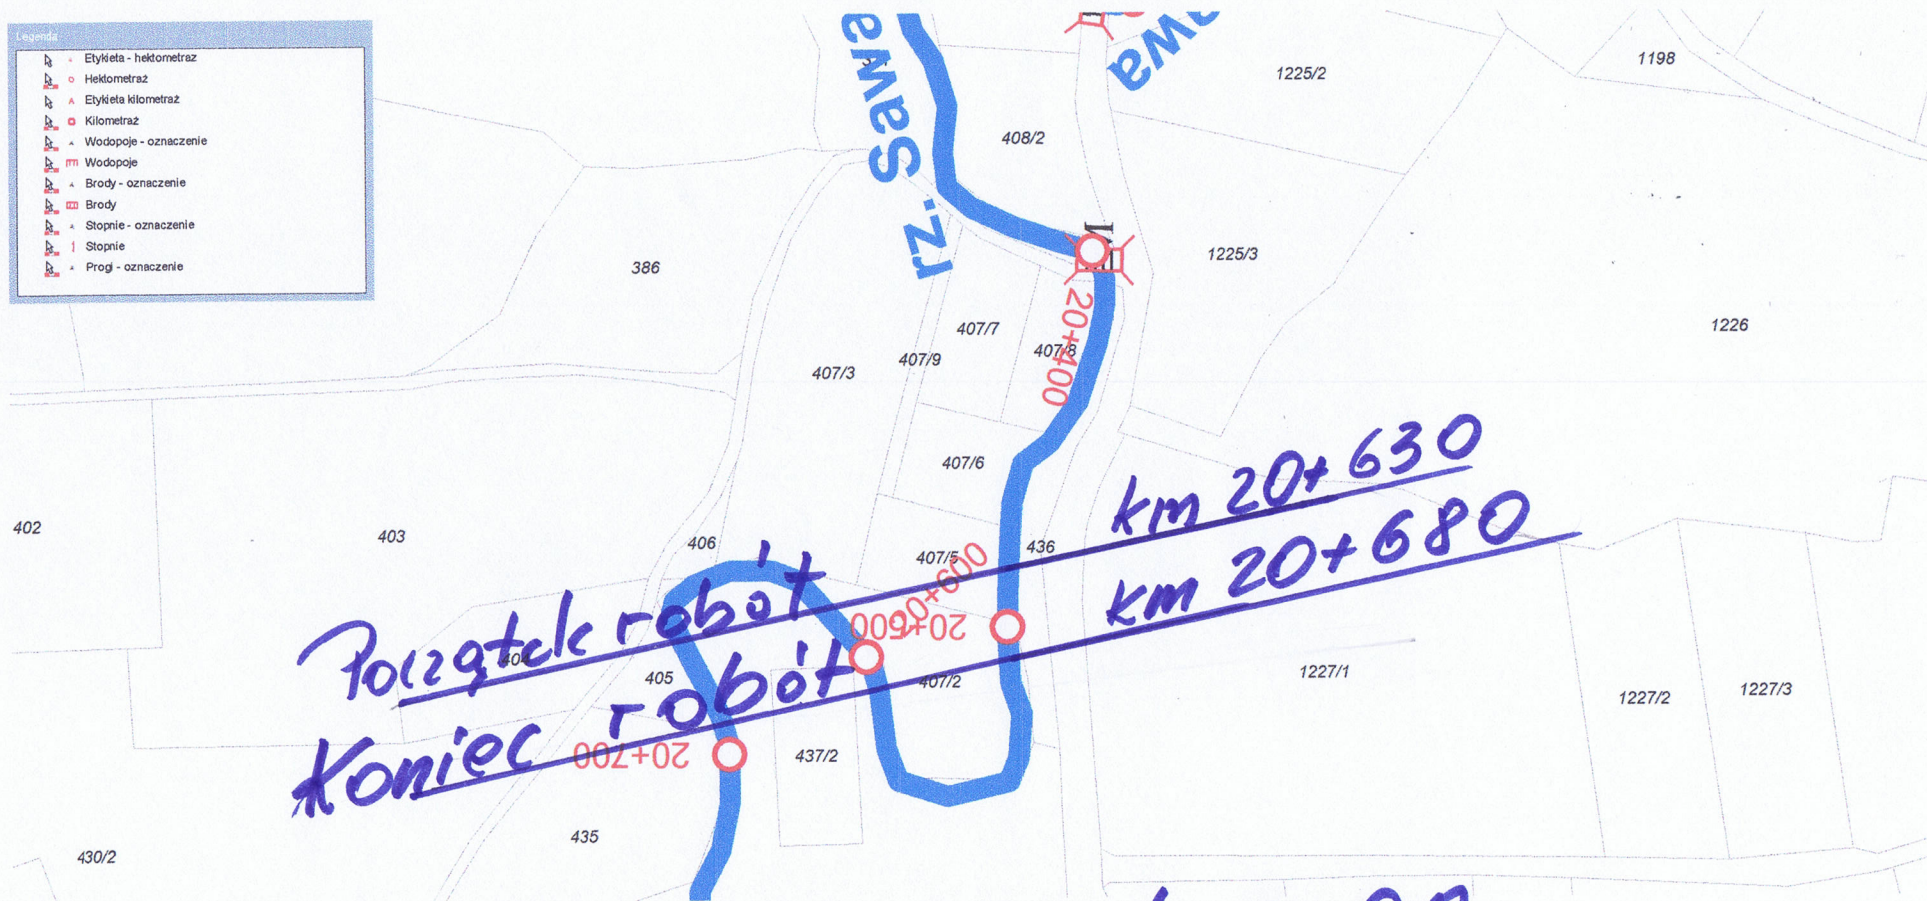 Legenda
Etykieta - hektometraz
Hektometraż
Etykieta kilometraż
Kilometraż
Wodopoje - oznaczenie
Wodopoje
Brody - oznaczenie
Brody
Stopnie - oznaczenie
Stopnie
Progi - oznaczenie
1198
1225/2
408/2
zl. Sawa
386
1225/3
1226
407/7
407/9
407/8
407/3
20+400
407/6
402
403
406
407/5
436
20+600
20+500
404
405
407/2
1227/1
1227/2
1227/3
20+700
437/2
435
430/2
Początek robót km 20+630
Koniec robót km 20+680